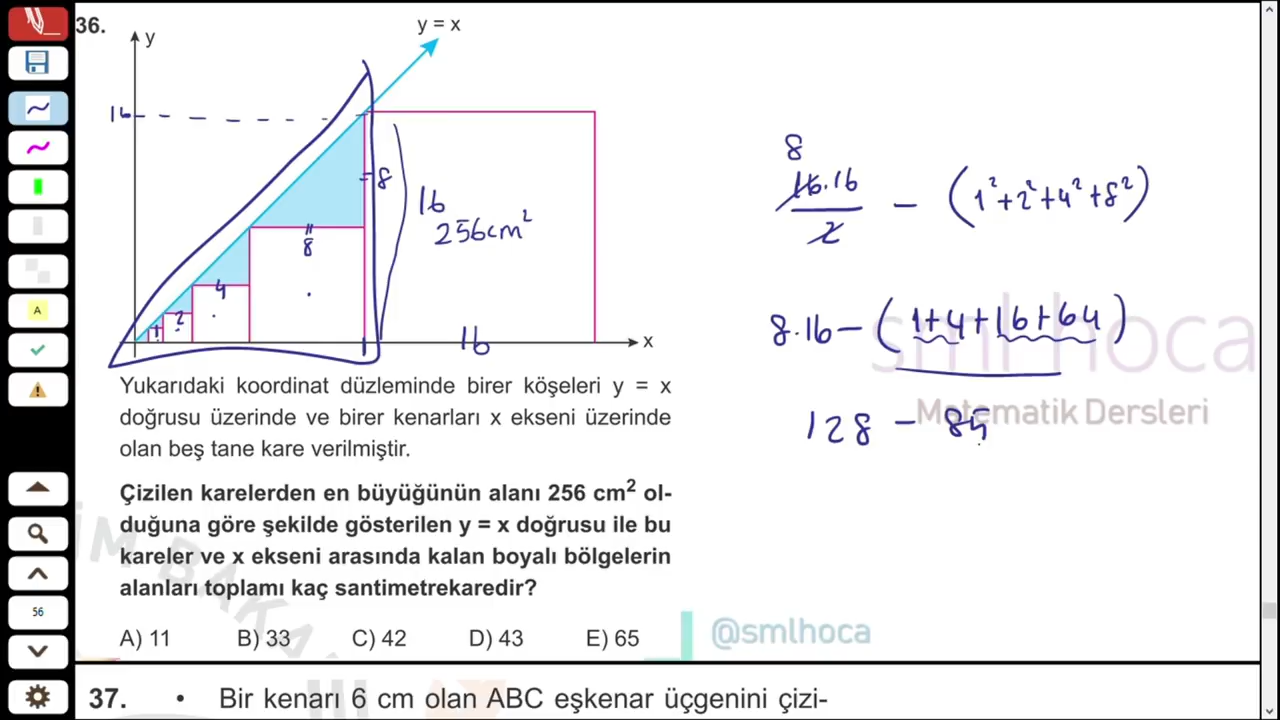 36.
y
y = x
16
8
16
256cm²
8
4
2
1
1
16
x
8
16.16
2
– (1²+2²+4²+8²)
8.16 – (1+4+16+64)
128 – 85
smlhoca
Matematik Dersleri
Yukarıdaki koordinat düzleminde birer köşeleri y = x
doğrusu üzerinde ve birer kenarları x ekseni üzerinde
olan beş tane kare verilmiştir.
Çizilen karelerden en büyüğünün alanı 256 cm² ol-
duğuna göre şekilde gösterilen y = x doğrusu ile bu
kareler ve x ekseni arasında kalan boyalı bölgelerin
alanları toplamı kaç santimetrekaredir?
A) 11 B) 33 C) 42 D) 43 E) 65
@smlhoca
A
56
37. • Bir kenarı 6 cm olan ABC eşkenar üçgenini çizi-